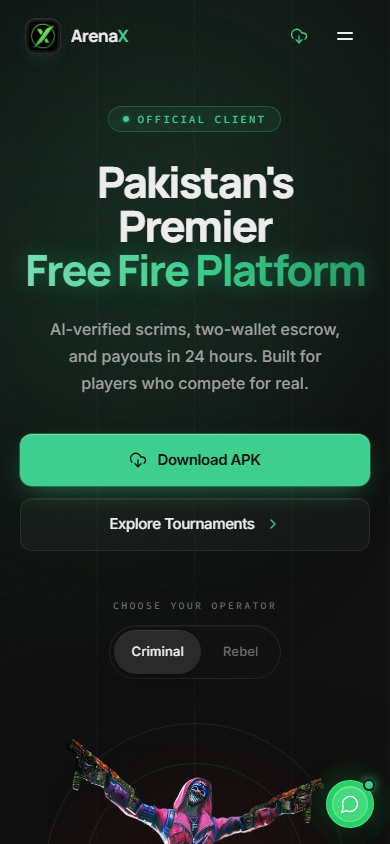 ArenaX
OFFICIAL CLIENT
Pakistan's
Premier
Free Fire Platform
AI-verified scrims, two-wallet escrow,
and payouts in 24 hours. Built for
players who compete for real.
Download APK
Explore Tournaments
CHOOSE YOUR OPERATOR
Criminal
Rebel